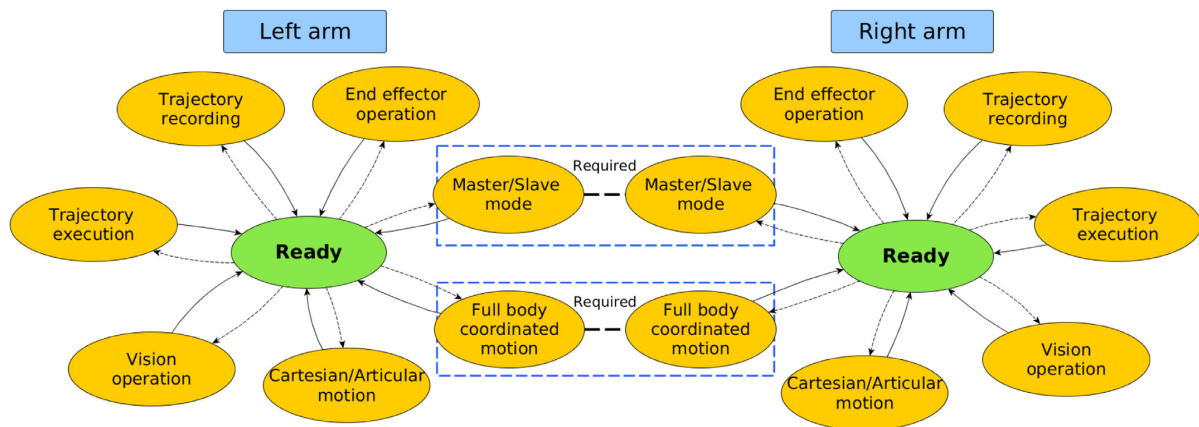 Left arm
Right arm
Trajectory
recording
End effector
operation
End effector
operation
Trajectory
recording
Required
Master/Slave
mode
Master/Slave
mode
Trajectory
execution
Trajectory
execution
Ready
Ready
Required
Full body
coordinated
motion
Full body
coordinated
motion
Vision
operation
Cartesian/Articular
motion
Cartesian/Articular
motion
Vision
operation